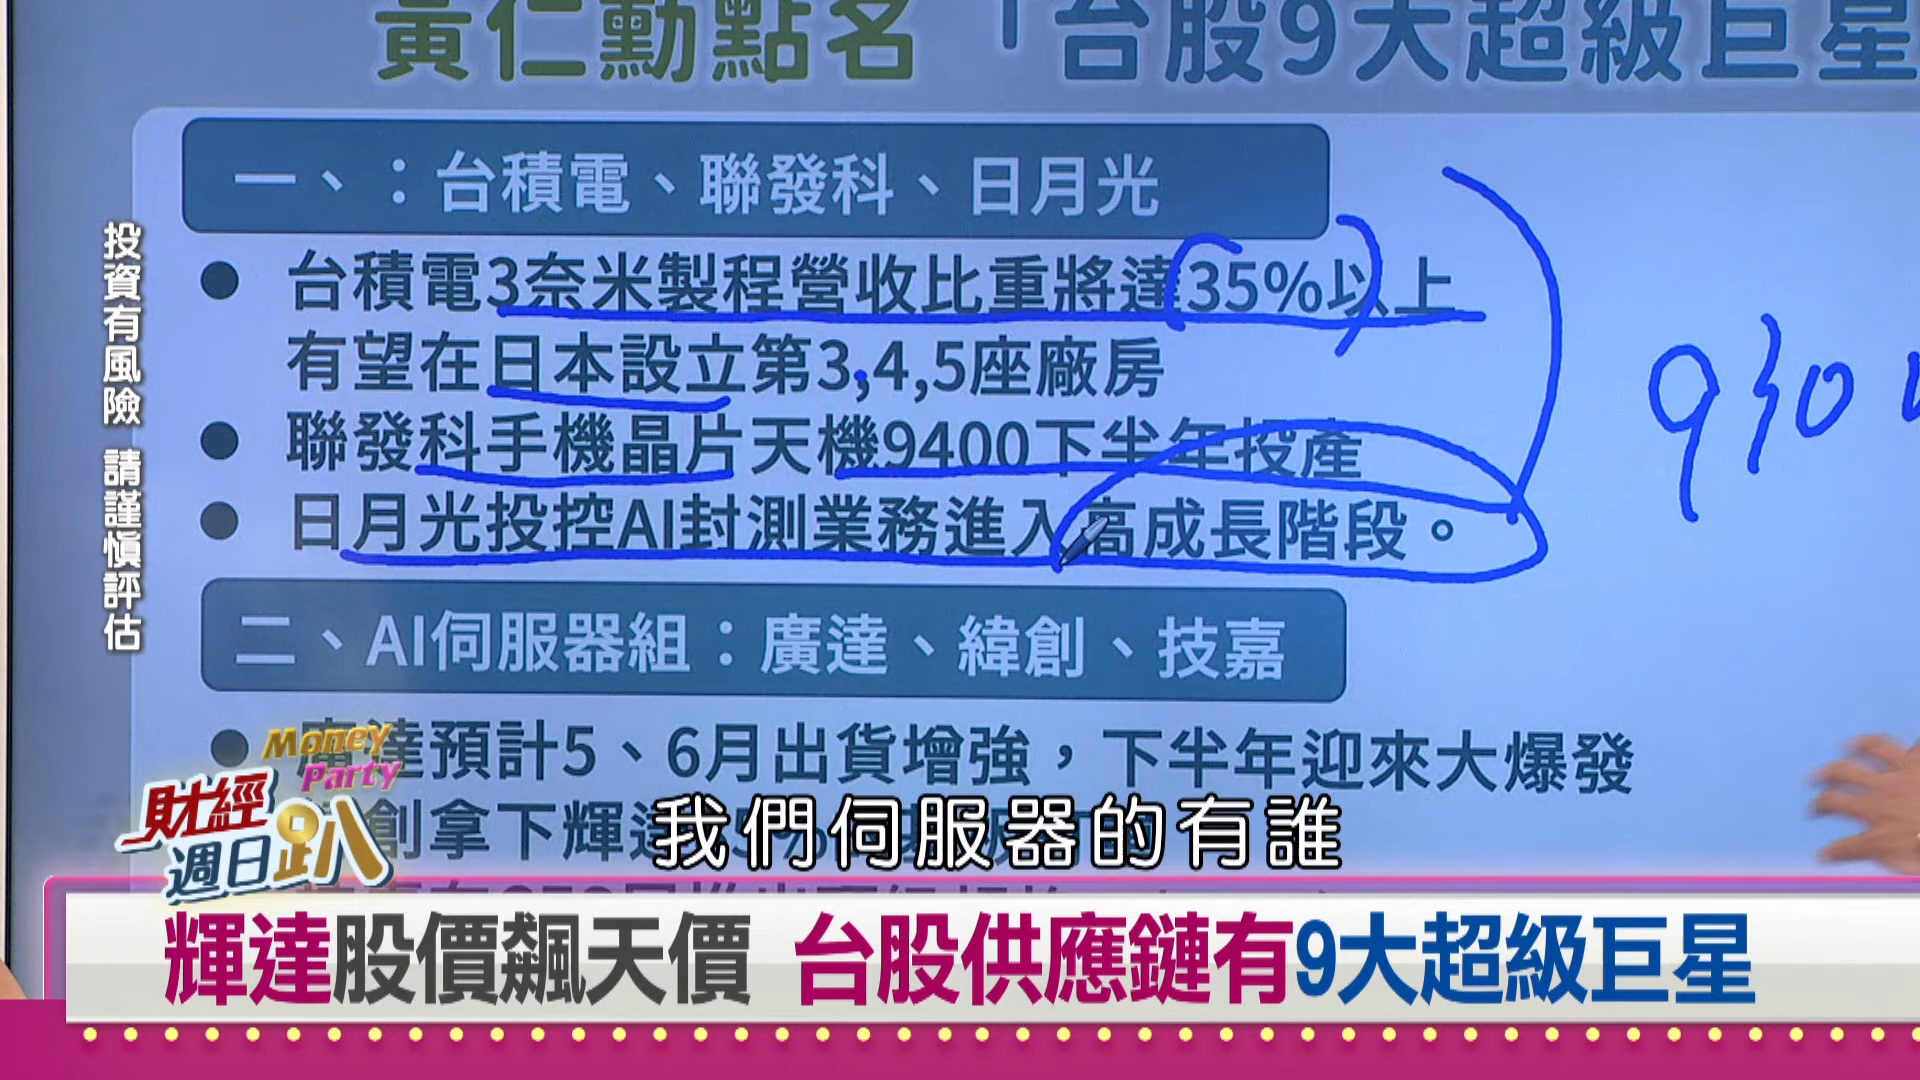 黃仁勳點名「台股9大超級巨星
一、：台積電、聯發科、日月光
● 台積電3奈米製程營收比重將達35%以上
有望在日本設立第3,4,5座廠房
● 聯發科手機晶片天機9400下半年投產
● 日月光投控AI封測業務進入高成長階段。
二、AI伺服器組：廣達、緯創、技嘉
● 廣達預計5、6月出貨增強，下半年迎來大爆發
創拿下輝達
930
投資有風險 請謹慎評估
Money Party
財經週日趴
我們伺服器的有誰
輝達股價飆天價 台股供應鏈有9大超級巨星